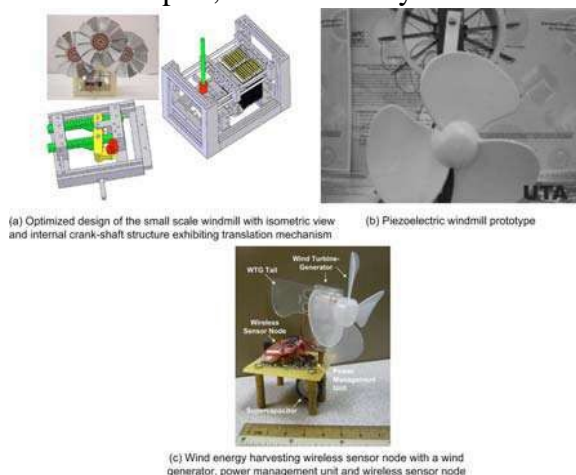 (a) Optimized design of the small scale windmill with isometric view
and internal crank-shaft structure exhibiting translation mechanism
(b) Piezoelectric windmill prototype
UTA
Wind Turbine-
Generator
WTG Tail
Wireless
Sensor Node
Power
Management
Unit
Supercapacitor
(c) Wind energy harvesting wireless sensor node with a wind
generator, power management unit and wireless sensor node